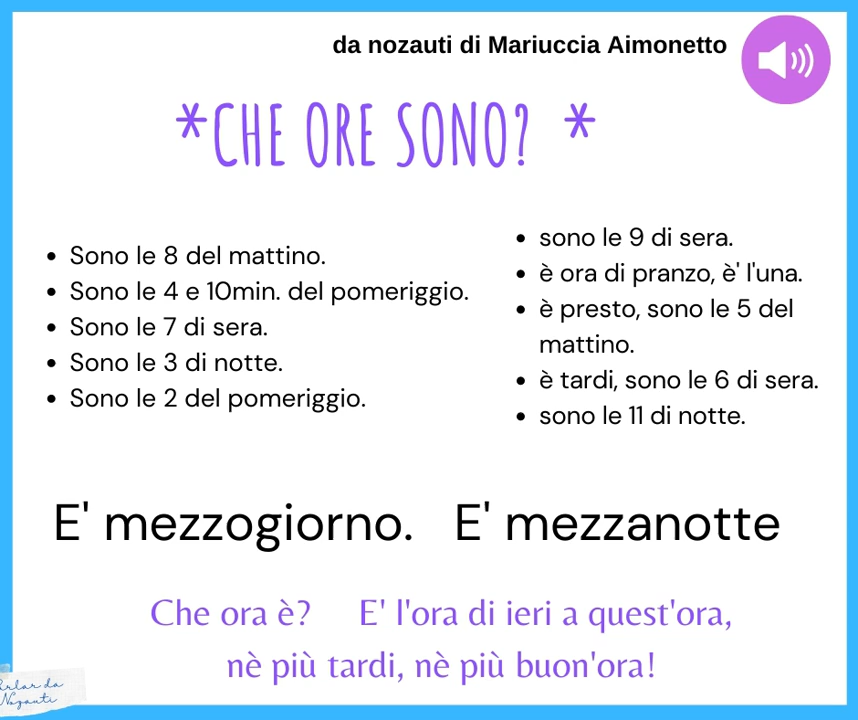 da nozauti di Mariuccia Aimonetto
*CHE ORE SONO? *
Sono le 8 del mattino.
Sono le 4 e 10min. del pomeriggio.
Sono le 7 di sera.
Sono le 3 di notte.
Sono le 2 del pomeriggio.
sono le 9 di sera.
è ora di pranzo, è' l'una.
è presto, sono le 5 del
mattino.
è tardi, sono le 6 di sera.
sono le 11 di notte.
E' mezzogiorno. E' mezzanotte
Che ora è? E' l'ora di ieri a quest'ora,
nè più tardi, nè più buon'ora!
da
Nozauti